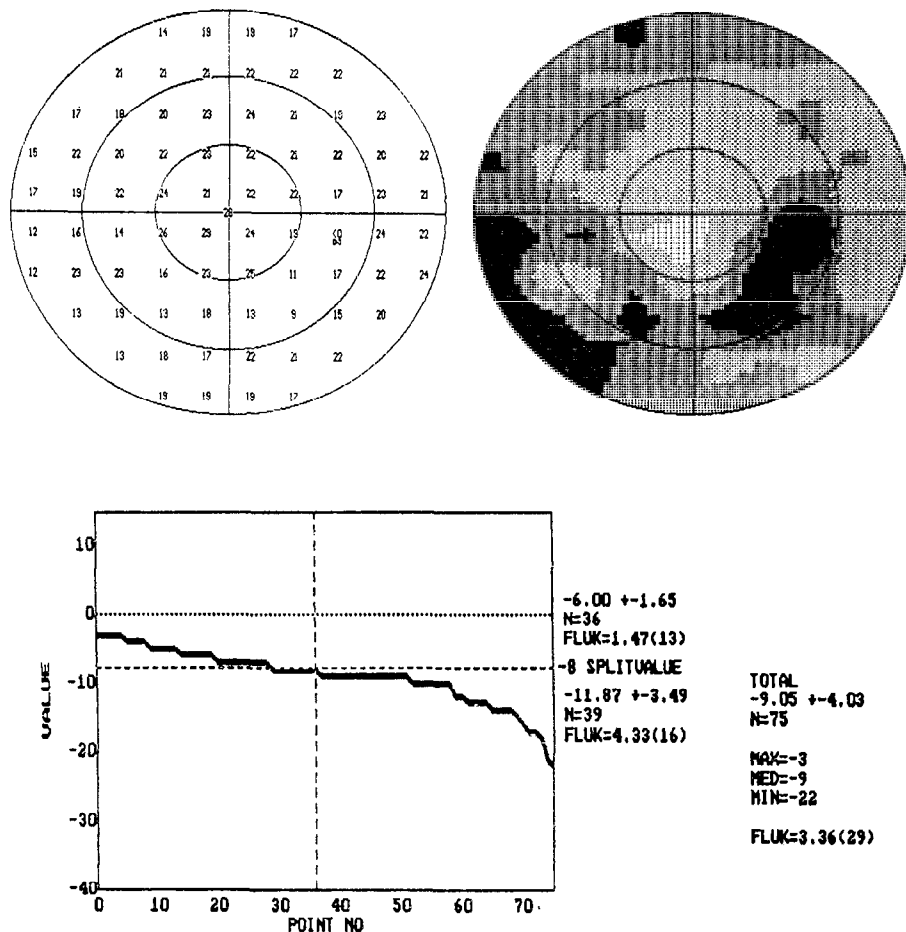 14 19 19 17
21 21 21 22 22 22
17 18 20 23 24 21 23
15 22 20 22 23 22 21 22 20 22
17 19 22 24 21 22 22 17 23 21
12 16 14 26 29 24 13 24 22
12 23 23 16 23 25 11 17 22 24
13 19 13 18 13 9 15 20
13 18 17 22 21 22
19 19 19 17
VALUE
10
0
-10
-20
-30
-40
0 10 20 30 40 50 60 70
POINT NO
-6.00 +-1.65
N=36
FLUK=1.47(13)
-8 SPLITVALUE
-11.87 +-3.49
N=39
FLUK=4.33(16)
TOTAL
-9.05 +-4.03
N=75
MAX=-3
MED=-9
MIN=-22
FLUK=3.36(29)